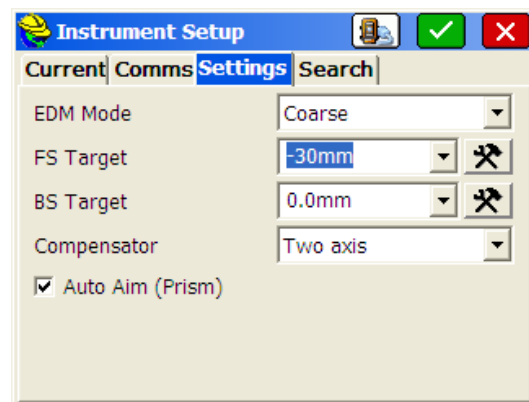 Instrument Setup
Current Comms Settings Search
EDM Mode Coarse
FS Target -30mm
BS Target 0.0mm
Compensator Two axis
Auto Aim (Prism)